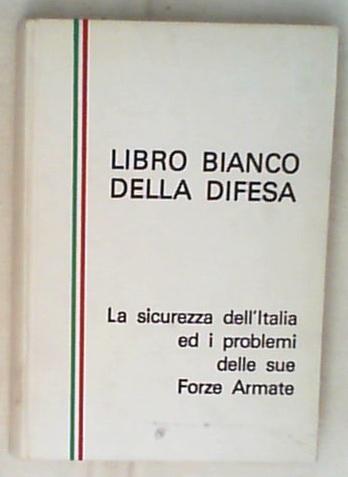 LIBRO BIANCO
DELLA DIFESA
La sicurezza dell'Italia
ed i problemi
delle sue
Forze Armate